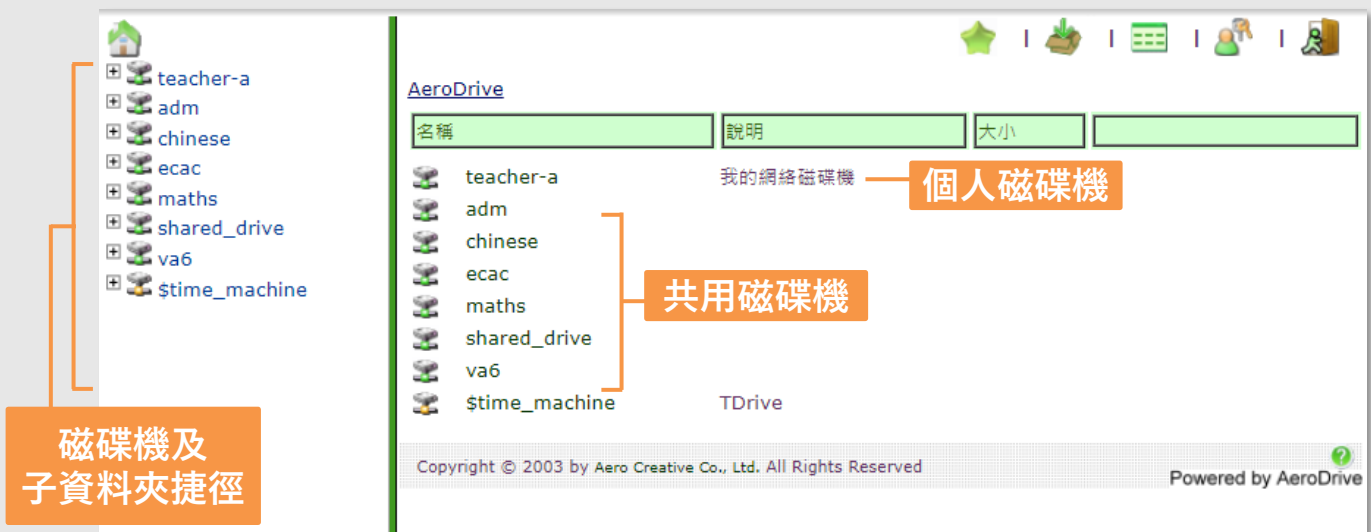 teacher-a
adm
chinese
ecac
maths
shared_drive
va6
$time_machine
磁碟機及
子資料夾捷徑
AeroDrive
名稱 說明 大小
teacher-a 我的網絡磁碟機 個人磁碟機
adm
chinese
ecac
maths
shared_drive
va6
共用磁碟機
$time_machine TDrive
Copyright © 2003 by Aero Creative Co., Ltd. All Rights Reserved
Powered by AeroDrive